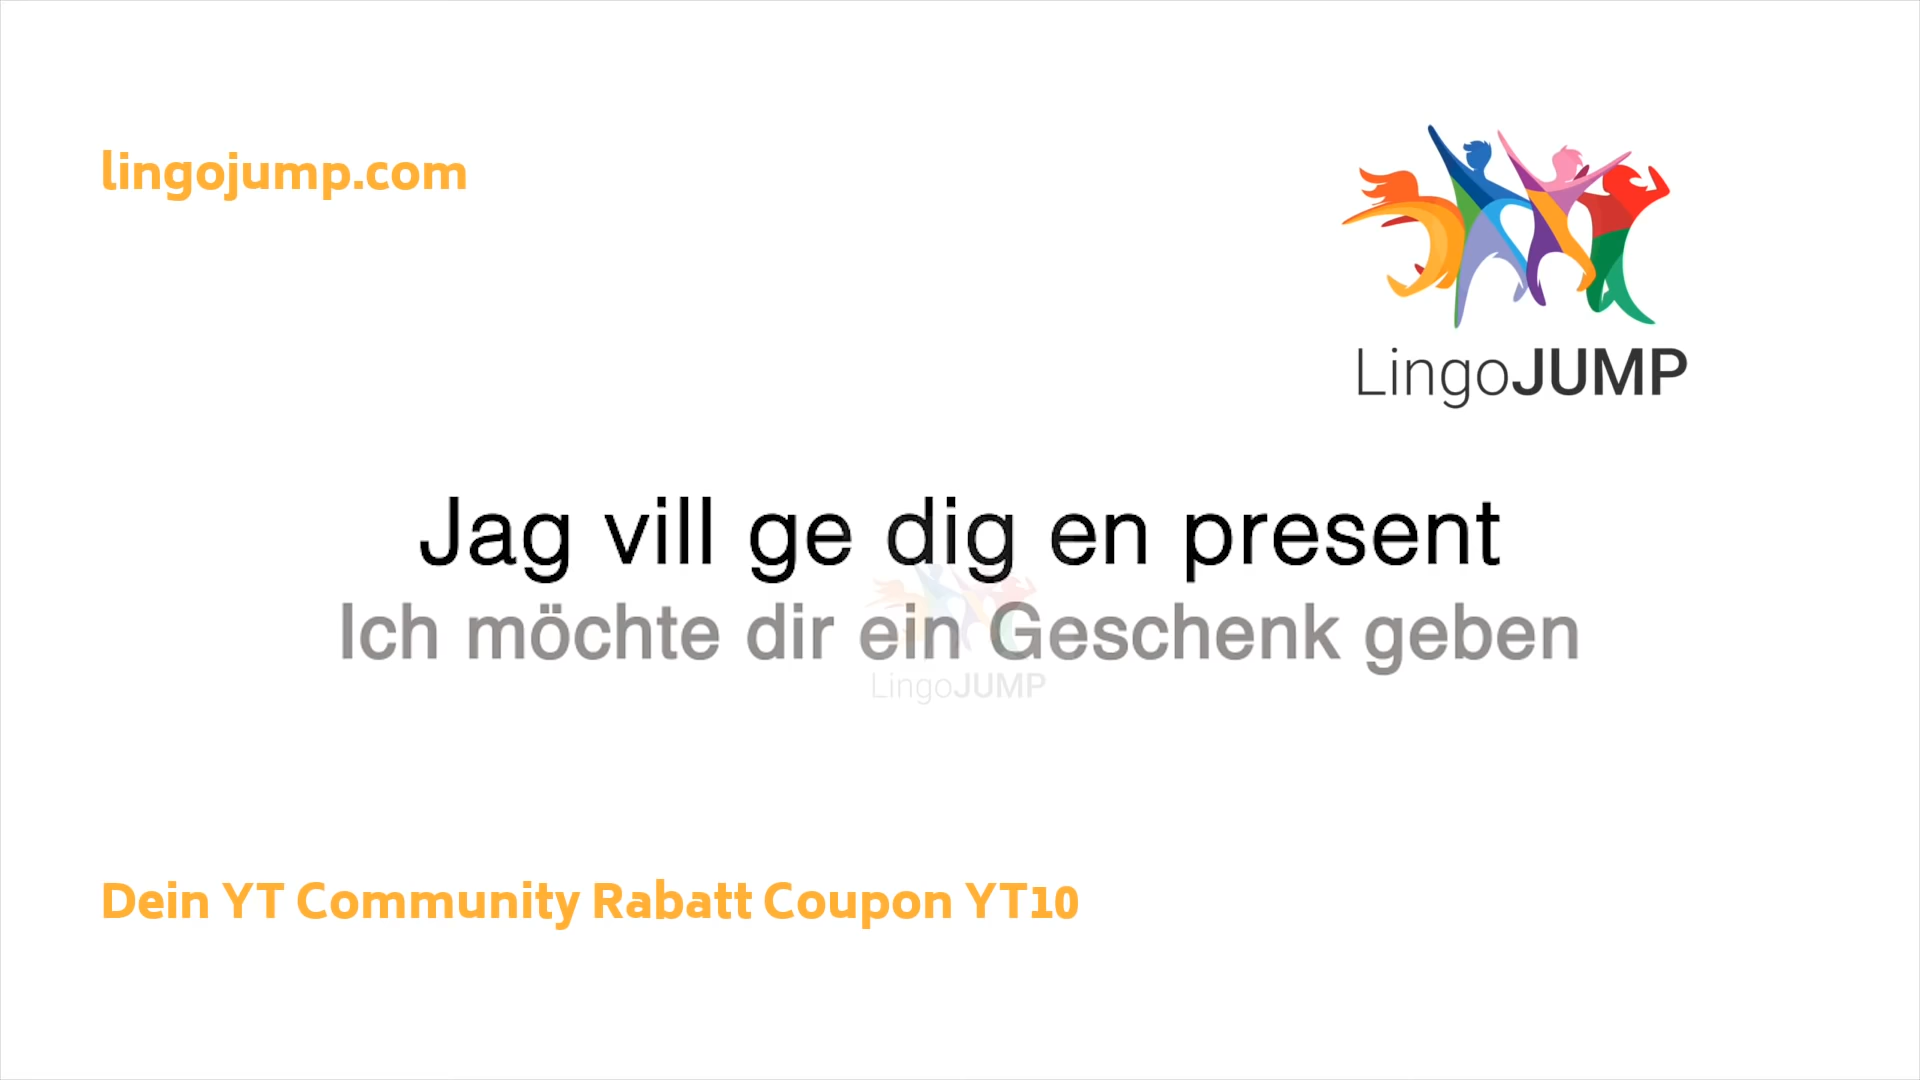 lingojump.com
LingoJUMP
Jag vill ge dig en present
Ich möchte dir ein Geschenk geben
LingoJUMP
Dein YT Community Rabatt Coupon YT10